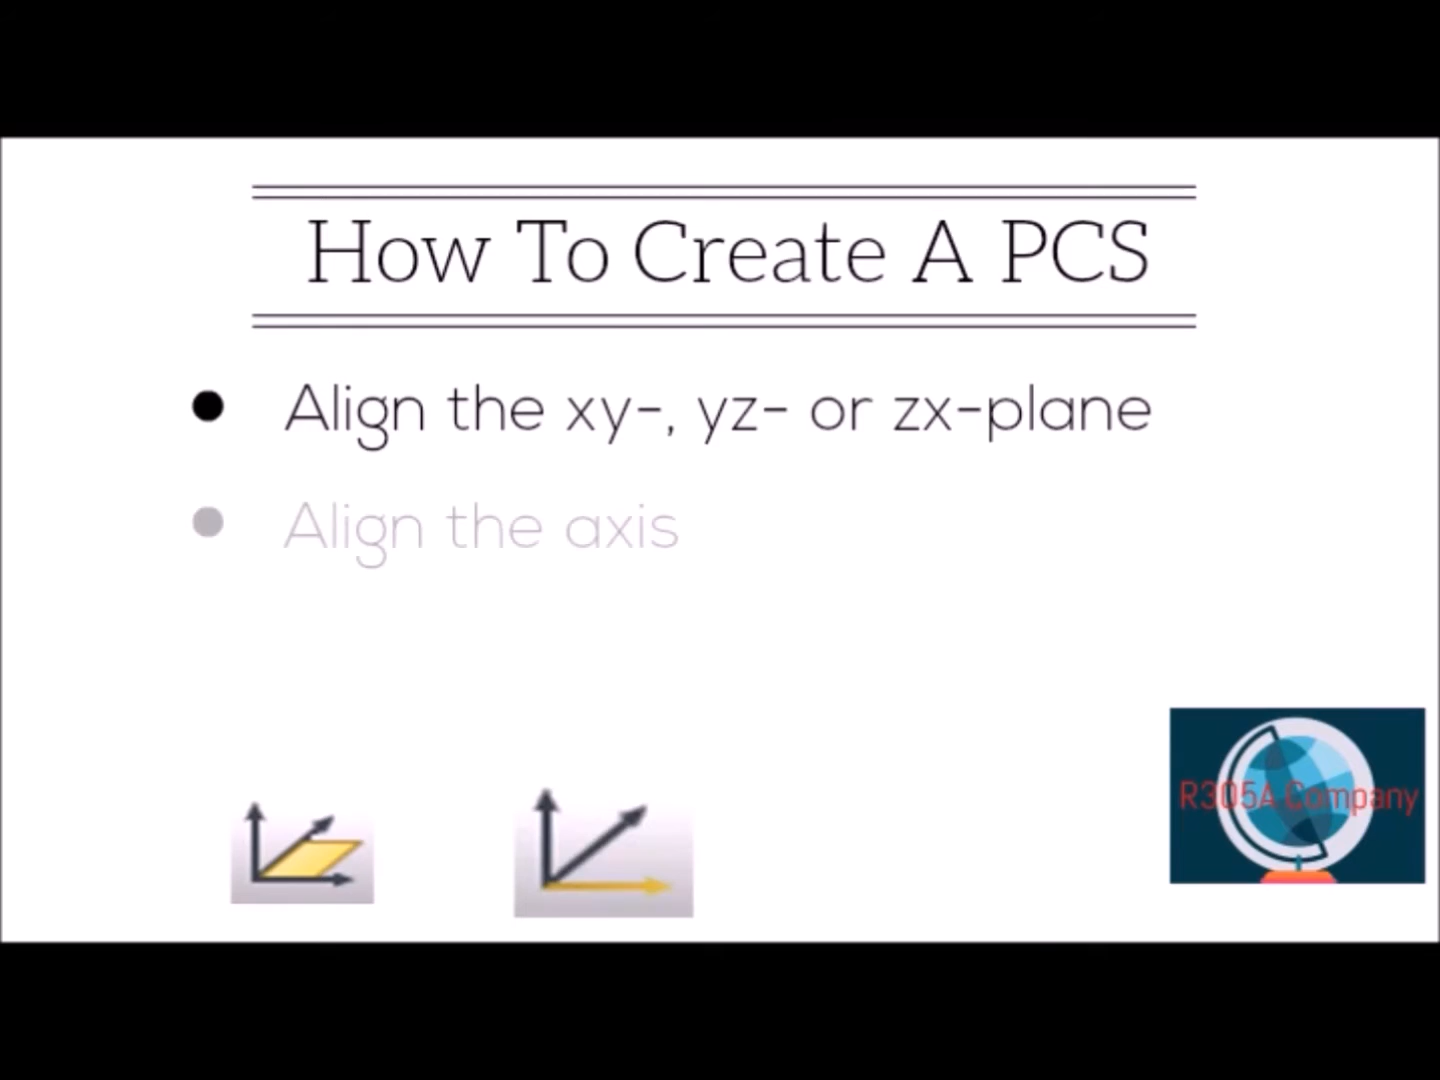 How To Create A PCS
Align the xy-, yz- or zx-plane
Align the axis
R305A Company